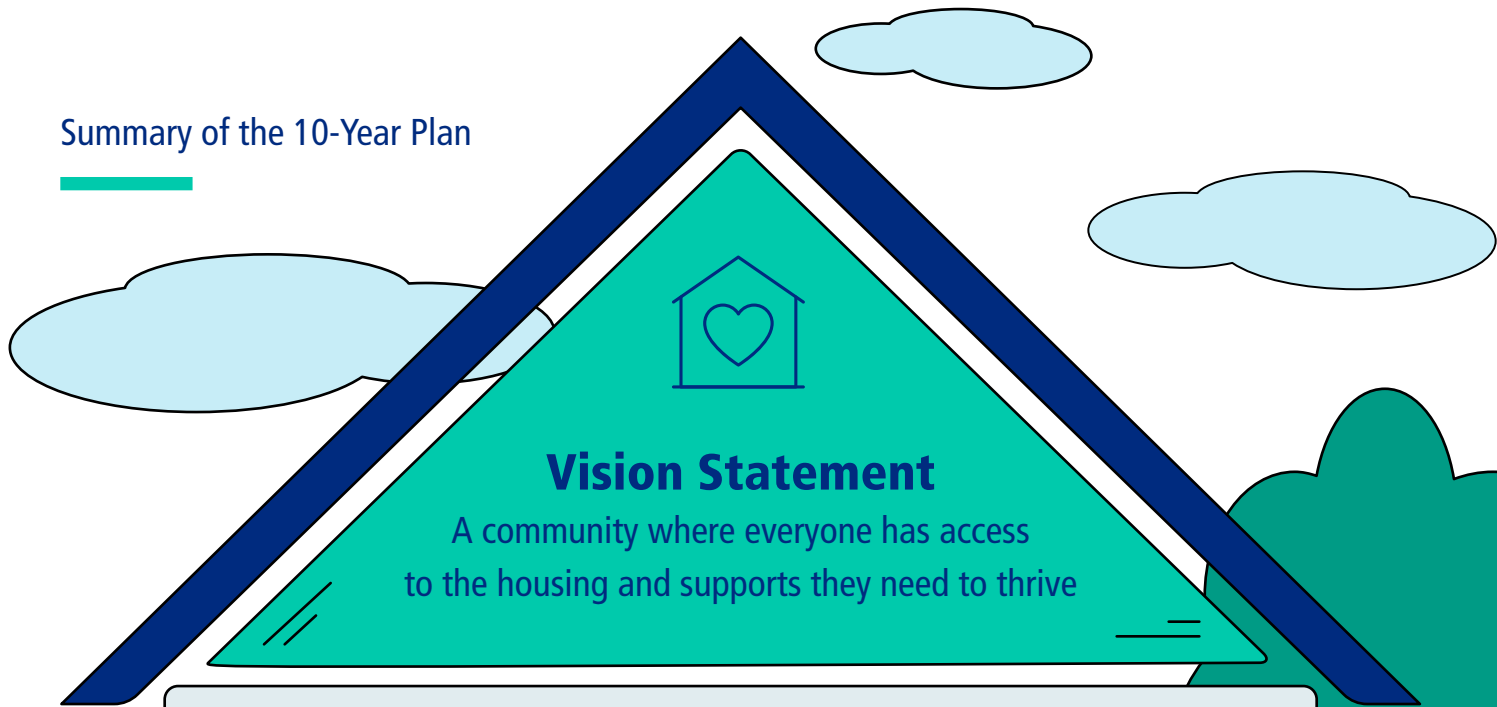 Summary of the 10-Year Plan
Vision Statement
A community where everyone has access
to the housing and supports they need to thrive